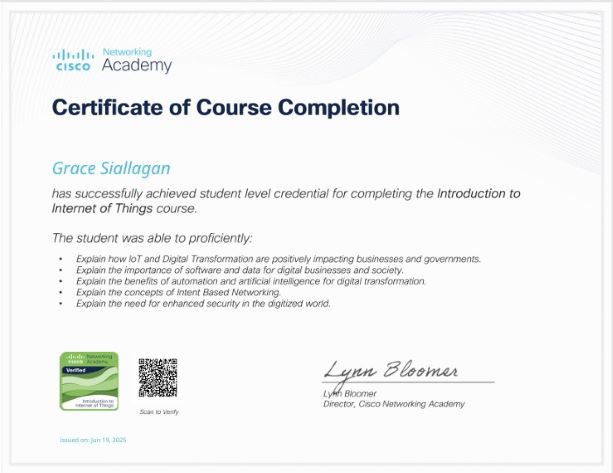 Networking
CISCO Academy
Certificate of Course Completion
Grace Siallagan
has successfully achieved student level credential for completing the Introduction to
Internet of Things course.
The student was able to proficiently:
• Explain how IoT and Digital Transformation are positively impacting businesses and governments.
• Explain the importance of software and data for digital businesses and society.
• Explain the benefits of automation and artificial intelligence for digital transformation.
• Explain the concepts of Intent Based Networking.
• Explain the need for enhanced security in the digitized world.
Networking
CISCO Academy
Verified
Introduction to
Internet of Things
Scan to Verify
Lynn Bloomer
Lynn Bloomer
Director, Cisco Networking Academy
Issued on: Jun 19, 2025